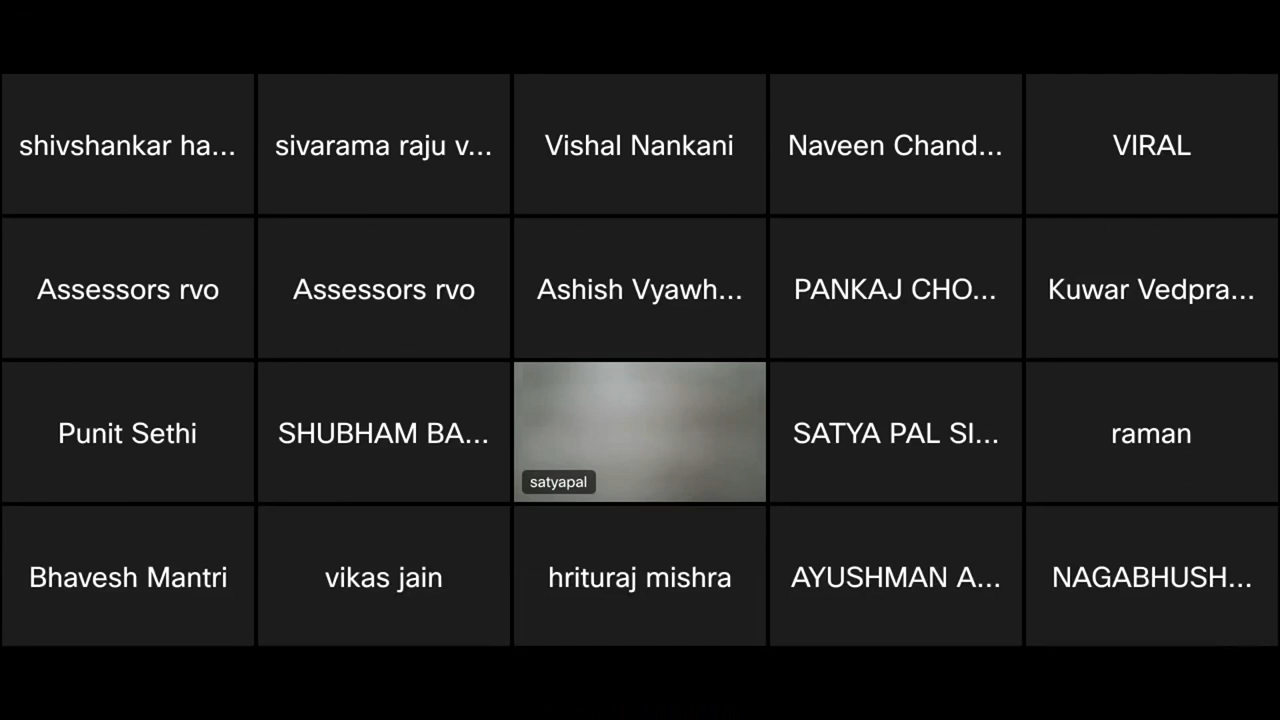 shivshankar ha...
sivarama raju v...
Vishal Nankani
Naveen Chand...
VIRAL
Assessors rvo
Assessors rvo
Ashish Vyawh...
PANKAJ CHO...
Kuwar Vedpra...
Punit Sethi
SHUBHAM BA...
satyapal
SATYA PAL SI...
raman
Bhavesh Mantri
vikas jain
hrituraj mishra
AYUSHMAN A...
NAGABHUSH...